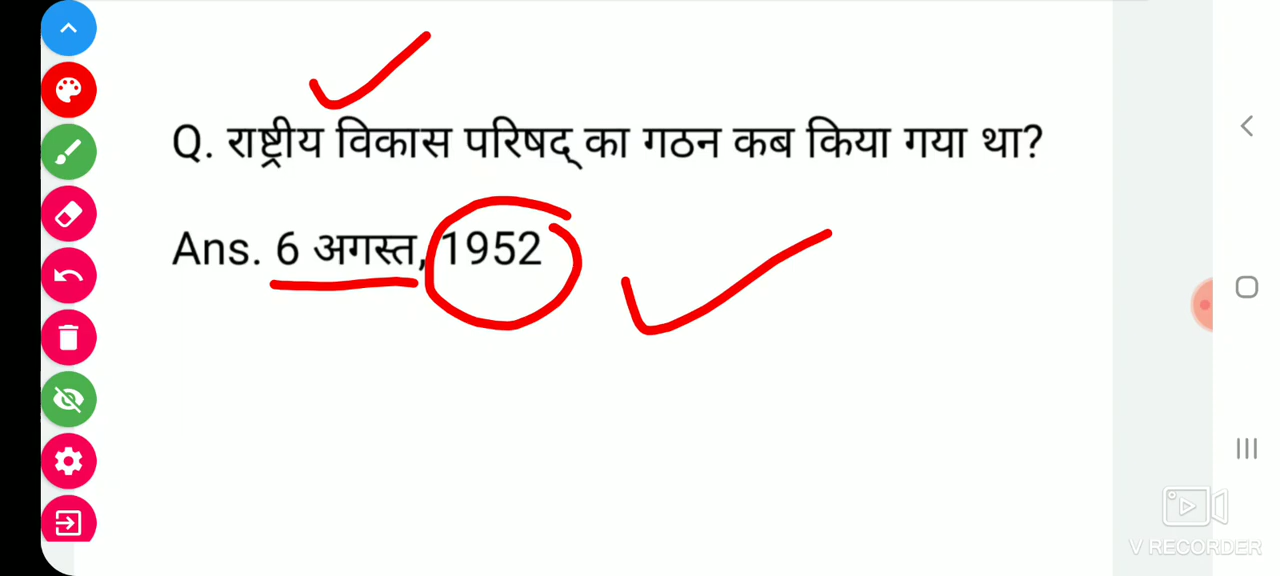 Q. राष्ट्रीय विकास परिषद् का गठन कब किया गया था?
Ans. 6 अगस्त, 1952
V RECORDER